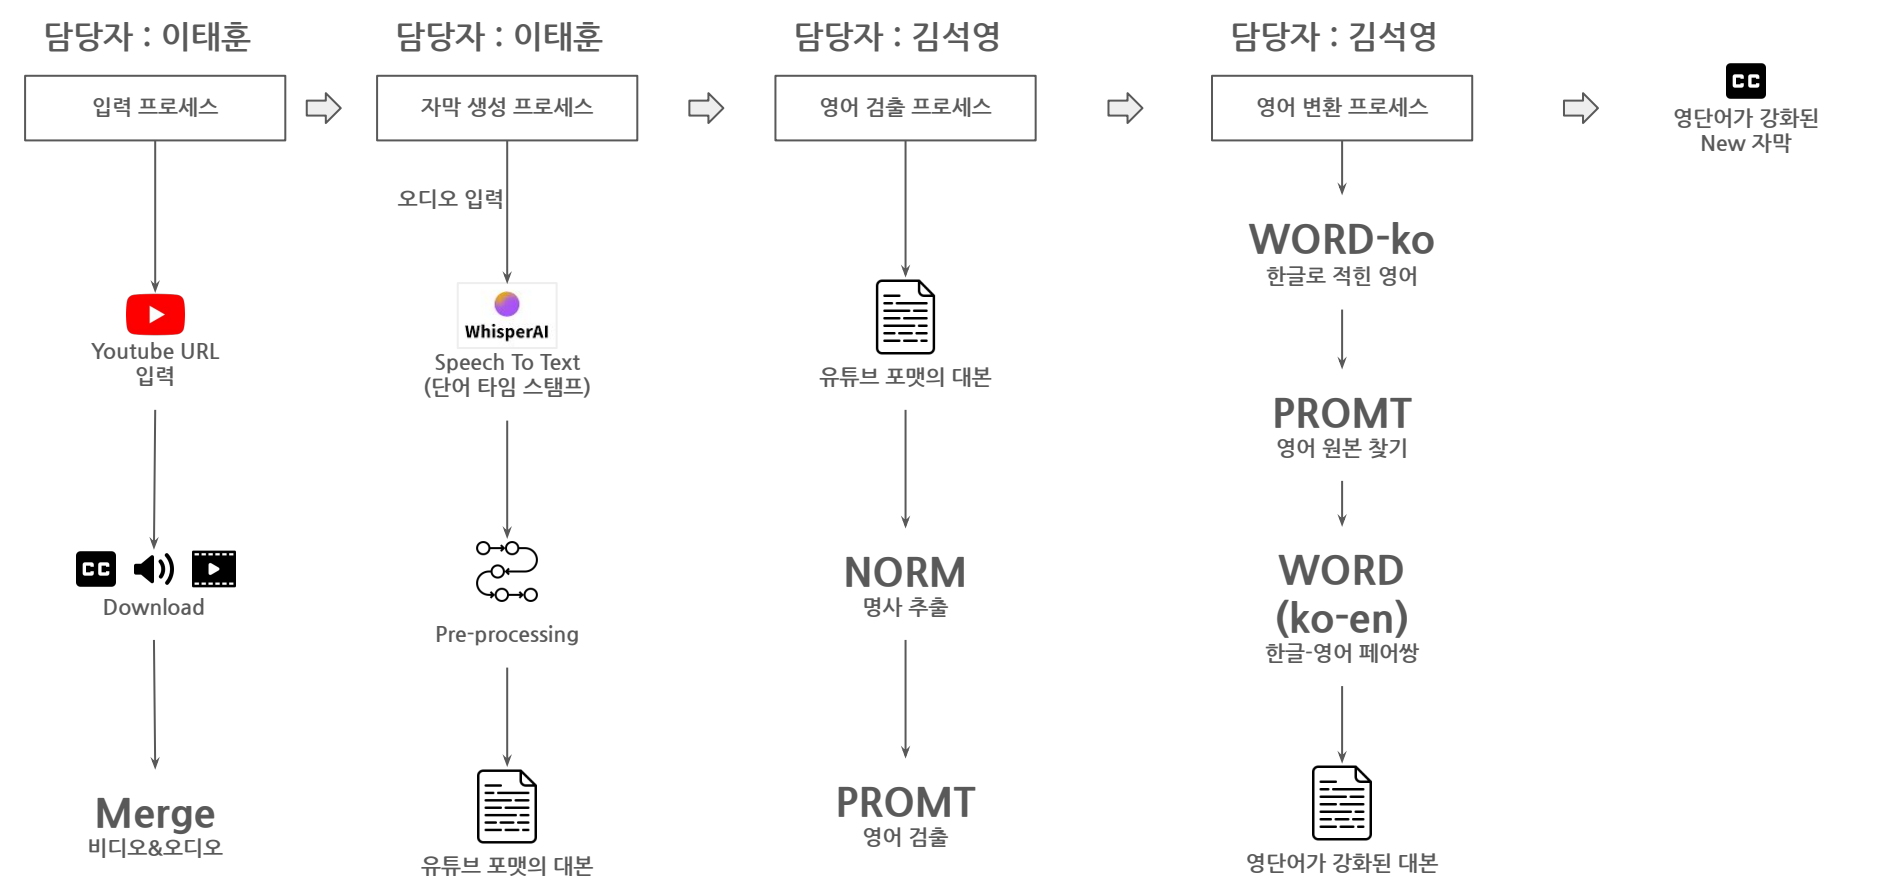 담당자 : 이태훈
입력 프로세스
Youtube URL
입력
Download
Merge
비디오&오디오
담당자 : 이태훈
자막 생성 프로세스
오디오 입력
WhisperAI
Speech To Text
(단어 타임 스탬프)
Pre-processing
유튜브 포맷의 대본
담당자 : 김석영
영어 검출 프로세스
유튜브 포맷의 대본
NORM
명사 추출
PROMT
영어 검출
담당자 : 김석영
영어 변환 프로세스
WORD-ko
한글로 적힌 영어
PROMT
영어 원본 찾기
WORD
(ko-en)
한글-영어 페어쌍
영단어가 강화된 대본
CC
영단어가 강화된
New 자막
CC